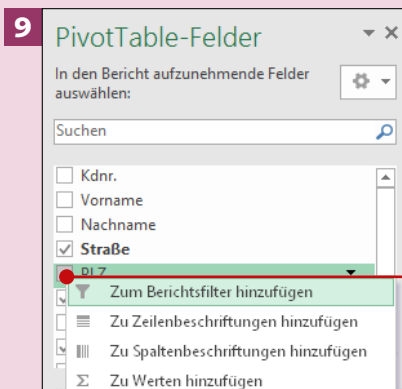 9
PivotTable-Felder
In den Bericht aufzunehmende Felder
auswählen:
Suchen
Kdnr.
Vorname
Nachname
Straße
PLZ
Zum Berichtsfilter hinzufügen
Zu Zeilenbeschriftungen hinzufügen
Zu Spaltenbeschriftungen hinzufügen
Σ Zu Werten hinzufügen